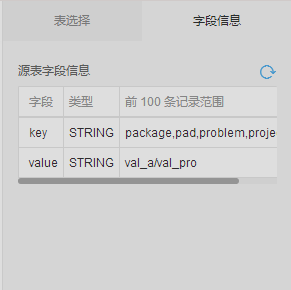 表选择 字段信息
源表字段信息
字段 类型 前 100 条记录范围
key STRING package,pad,problem,proje
value STRING val_a/val_pro